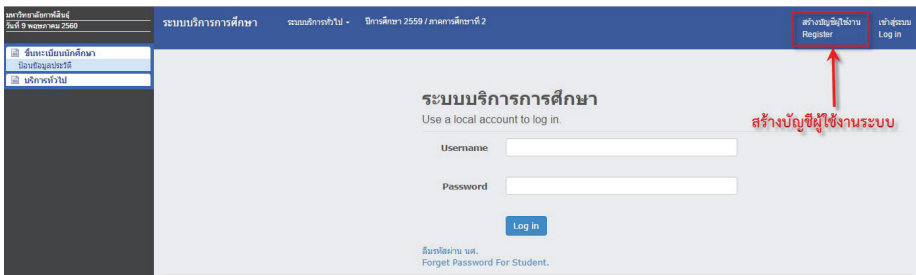 มหาวิทยาลัยกาฬสินธุ์
วันที่ 9 พฤษภาคม 2560
ระบบบริการการศึกษา
ระบบบริการทั่วไป
ปีการศึกษา 2559 / ภาคการศึกษาที่ 2
สร้างบัญชีผู้ใช้งาน
Register
เข้าสู่ระบบ
Log in
ขึ้นทะเบียนนักศึกษา
ป้อนข้อมูลประวัติ
บริการทั่วไป
ระบบบริการการศึกษา
Use a local account to log in.
สร้างบัญชีผู้ใช้งานระบบ
Username
Password
Log in
ลืมรหัสผ่าน นศ.
Forget Password For Student.